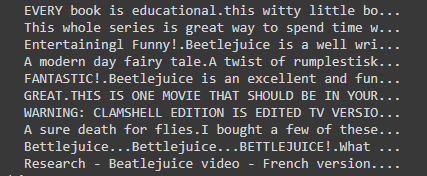 EVERY book is educational.this witty little bo...
This whole series is great way to spend time w...
Entertainingl Funny!.Beetlejuice is a well wri...
A modern day fairy tale.A twist of rumplestisk...
FANTASTIC!.Beetlejuice is an excellent and fun...
GREAT.THIS IS ONE MOVIE THAT SHOULD BE IN YOUR...
WARNING: CLAMSHELL EDITION IS EDITED TV VERSIO...
A sure death for flies.I bought a few of these...
Bettlejuice...Bettlejuice...BETTLEJUICE!.What ...
Research - Beatlejuice video - French version....